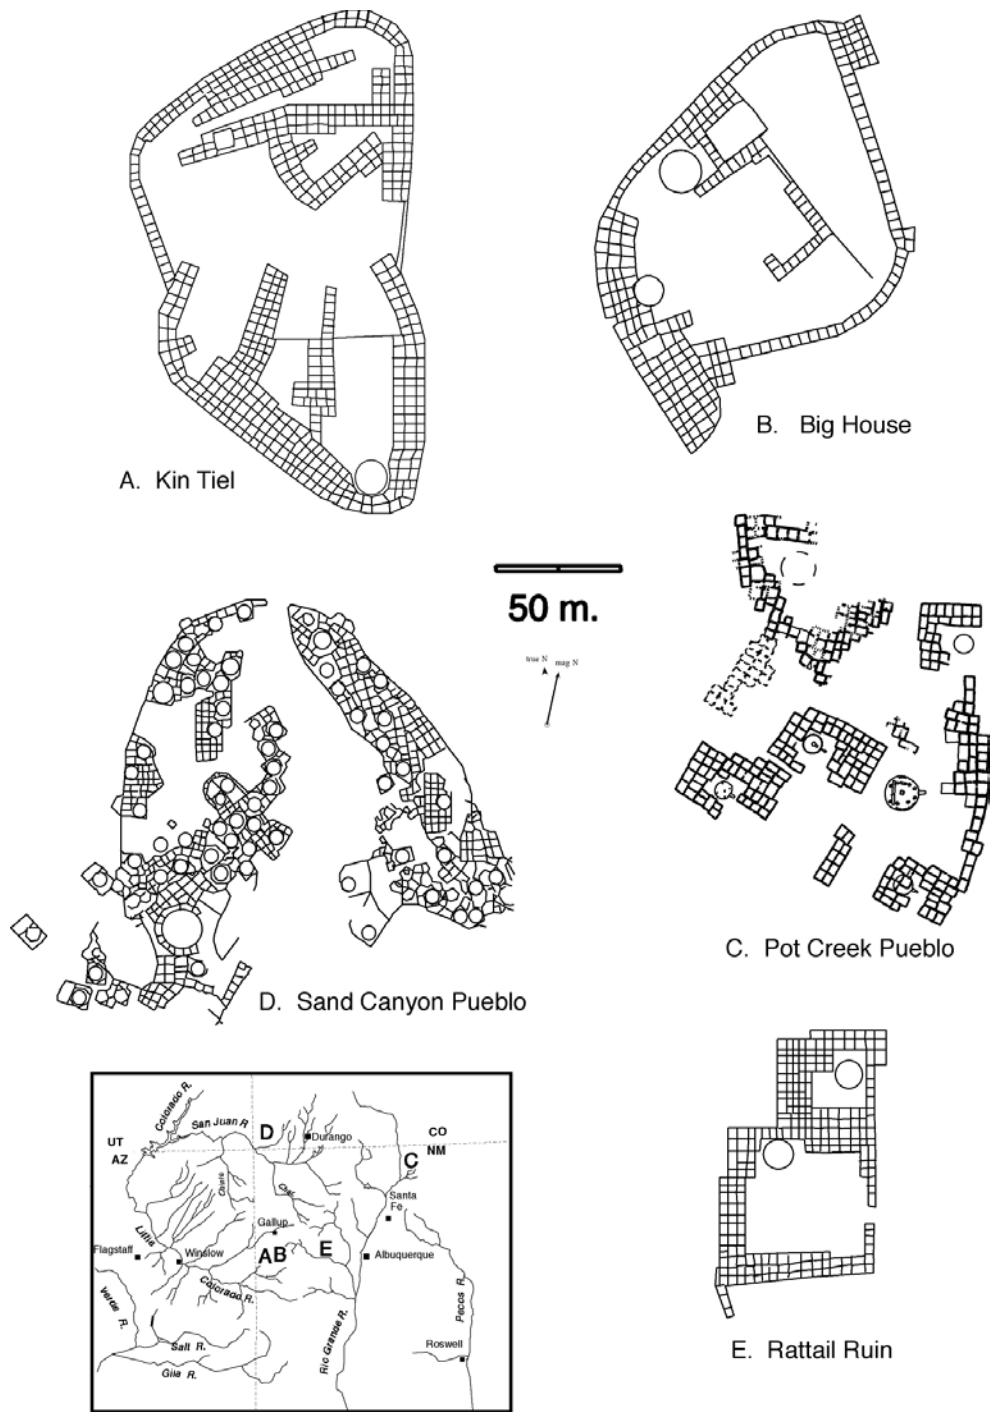 A. Kin Tiel
B. Big House
50 m.
true N
mag N
C. Pot Creek Pueblo
D. Sand Canyon Pueblo
E. Rattail Ruin
Colorado R.
San Juan R
UT
AZ
D
Durango
CO
NM
C
Chinle
Chaco
Santa
Fe
Gallup
Little
Flagstaff
Winslow
AB
E
Albuquerque
Colorado R.
Verde R.
Rio Grande R.
Pecos R.
Salt R.
Gila R.
Roswell